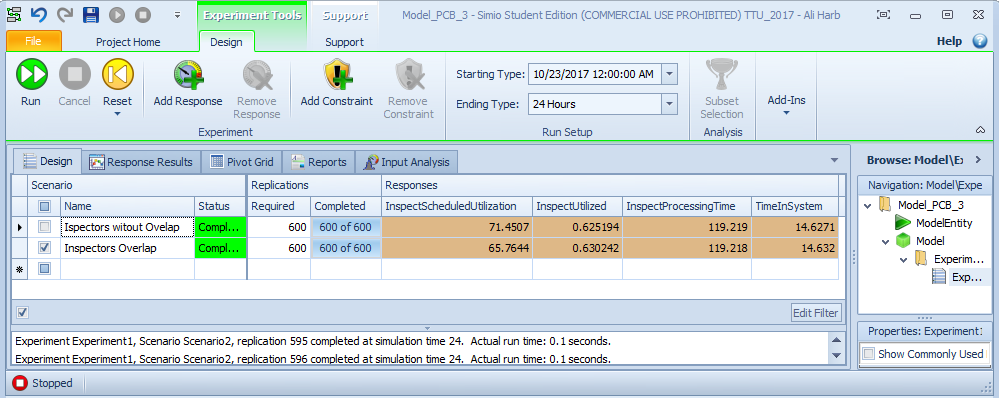 Experiment Tools Support Model_PCB_3 - Simio Student Edition (COMMERCIAL USE PROHIBITED) TTU_2017 - Ali Harb
File Project Home Design Support Help
Run Cancel Reset Add Response Remove Response Add Constraint Remove Constraint
Starting Type: 10/23/2017 12:00:00 AM
Ending Type: 24 Hours
Subset Selection Add-Ins
Experiment Run Setup Analysis
Design Response Results Pivot Grid Reports Input Analysis
Scenario Replications Responses
Name Status Required Completed InspectScheduledUtilization InspectUtilized InspectProcessingTime TimeInSystem
Ispectors witout Ovelap Compl... 600 600 of 600 71.4507 0.625194 119.219 14.6271
Inspectors Overlap Compl... 600 600 of 600 65.7644 0.630242 119.218 14.632
Edit Filter
Experiment Experiment1, Scenario Scenario2, replication 595 completed at simulation time 24. Actual run time: 0.1 seconds.
Experiment Experiment1, Scenario Scenario2, replication 596 completed at simulation time 24. Actual run time: 0.1 seconds.
Browse: Model\E
Navigation: Model\Expe
Model_PCB_3
ModelEntity
Model
Experim...
Exp...
Properties: Experiment1
Show Commonly Used
Stopped